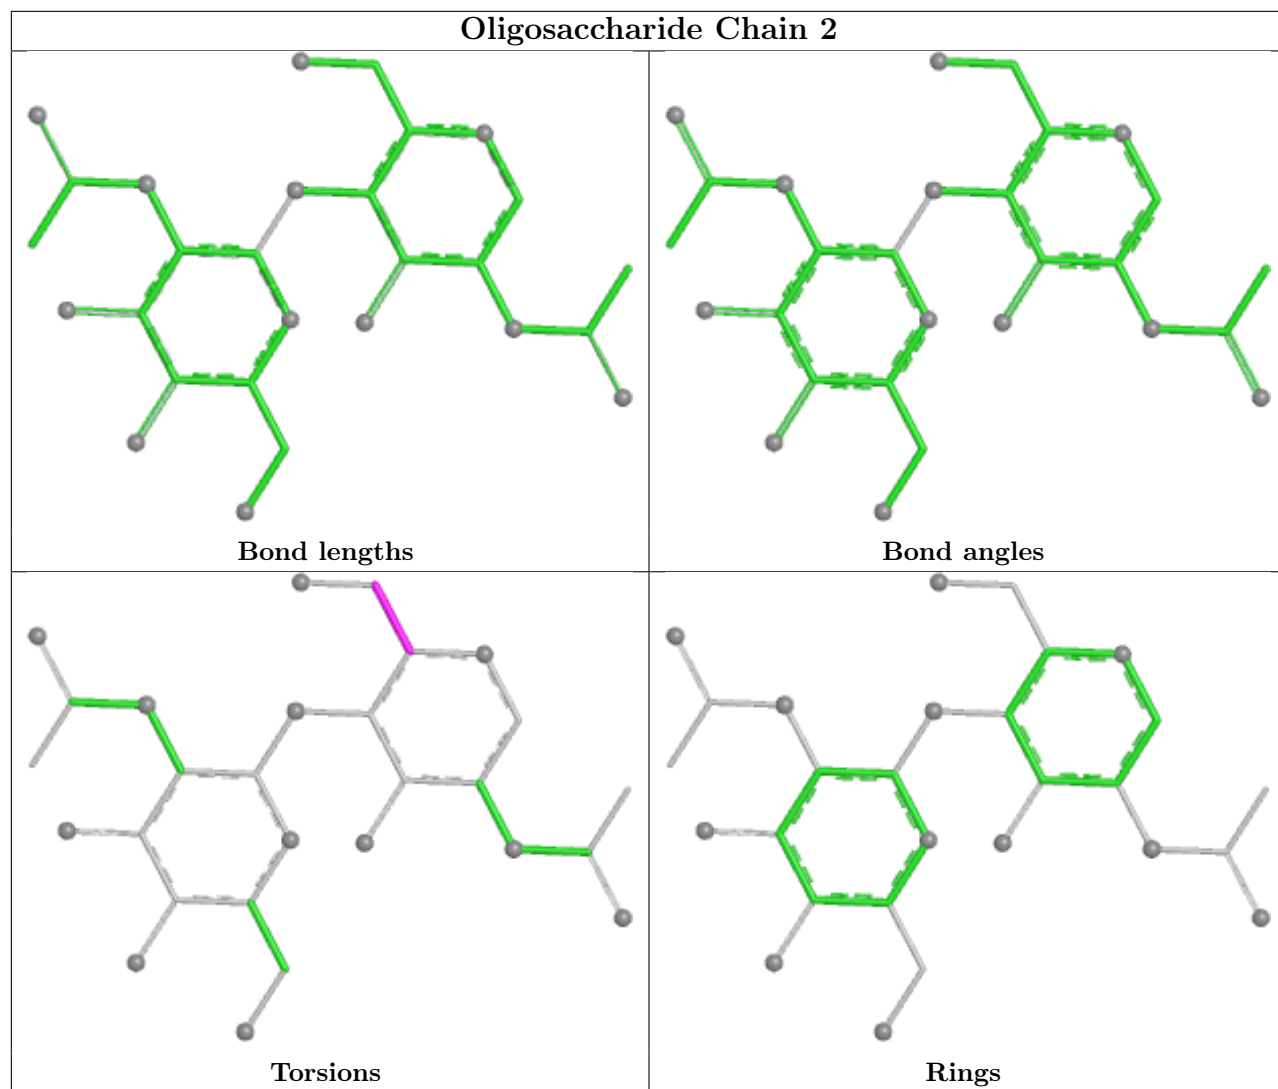 Oligosaccharide Chain 2
Bond lengths
Bond angles
Torsions
Rings